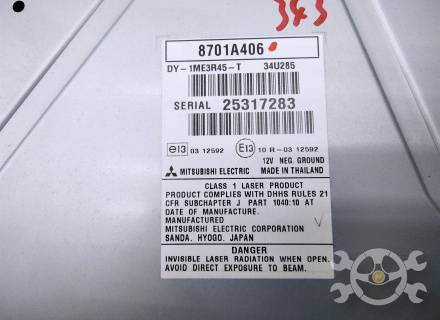 343
8701A406
DY-1ME3R45-T 34U285
SERIAL 25317283
e13 03 12592 E13 10 R-03 12592
12V NEG. GROUND
MITSUBISHI ELECTRIC MADE IN THAILAND
CLASS 1 LASER PRODUCT
PRODUCT COMPLIES WITH DHHS RULES 21
CFR SUBCHAPTER J PART 1040:10 AT
DATE OF MANUFACTURE.
MANUFACTURED
MITSUBISHI ELECTRIC CORPORATION
SANDA. HYOGO. JAPAN
DANGER
INVISIBLE LASER RADIATION WHEN OPEN.
AVOID DIRECT EXPOSURE TO BEAM.